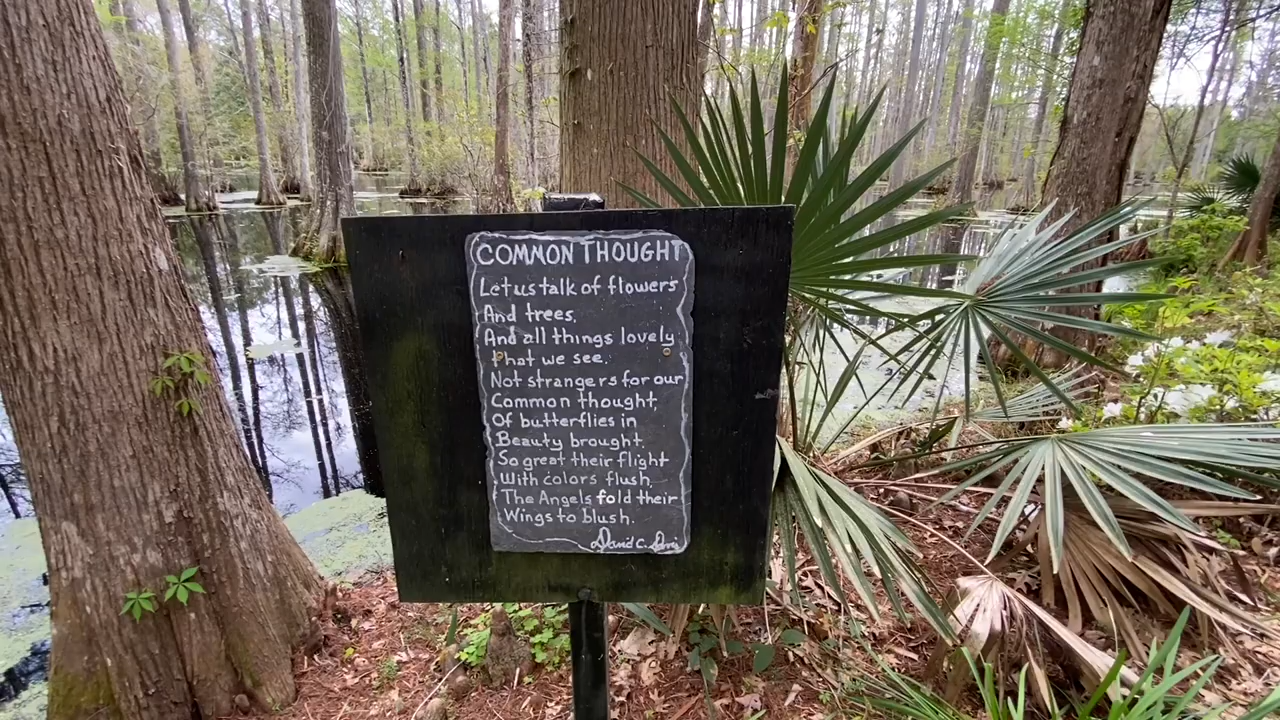 COMMON THOUGHT
Let us talk of flowers
And trees,
And all things lovely
that we see,
Not strangers for our
Common thought,
Of butterflies in
Beauty brought,
So great their flight
With colors flush,
The Angels fold their
Wings to blush.
David C.